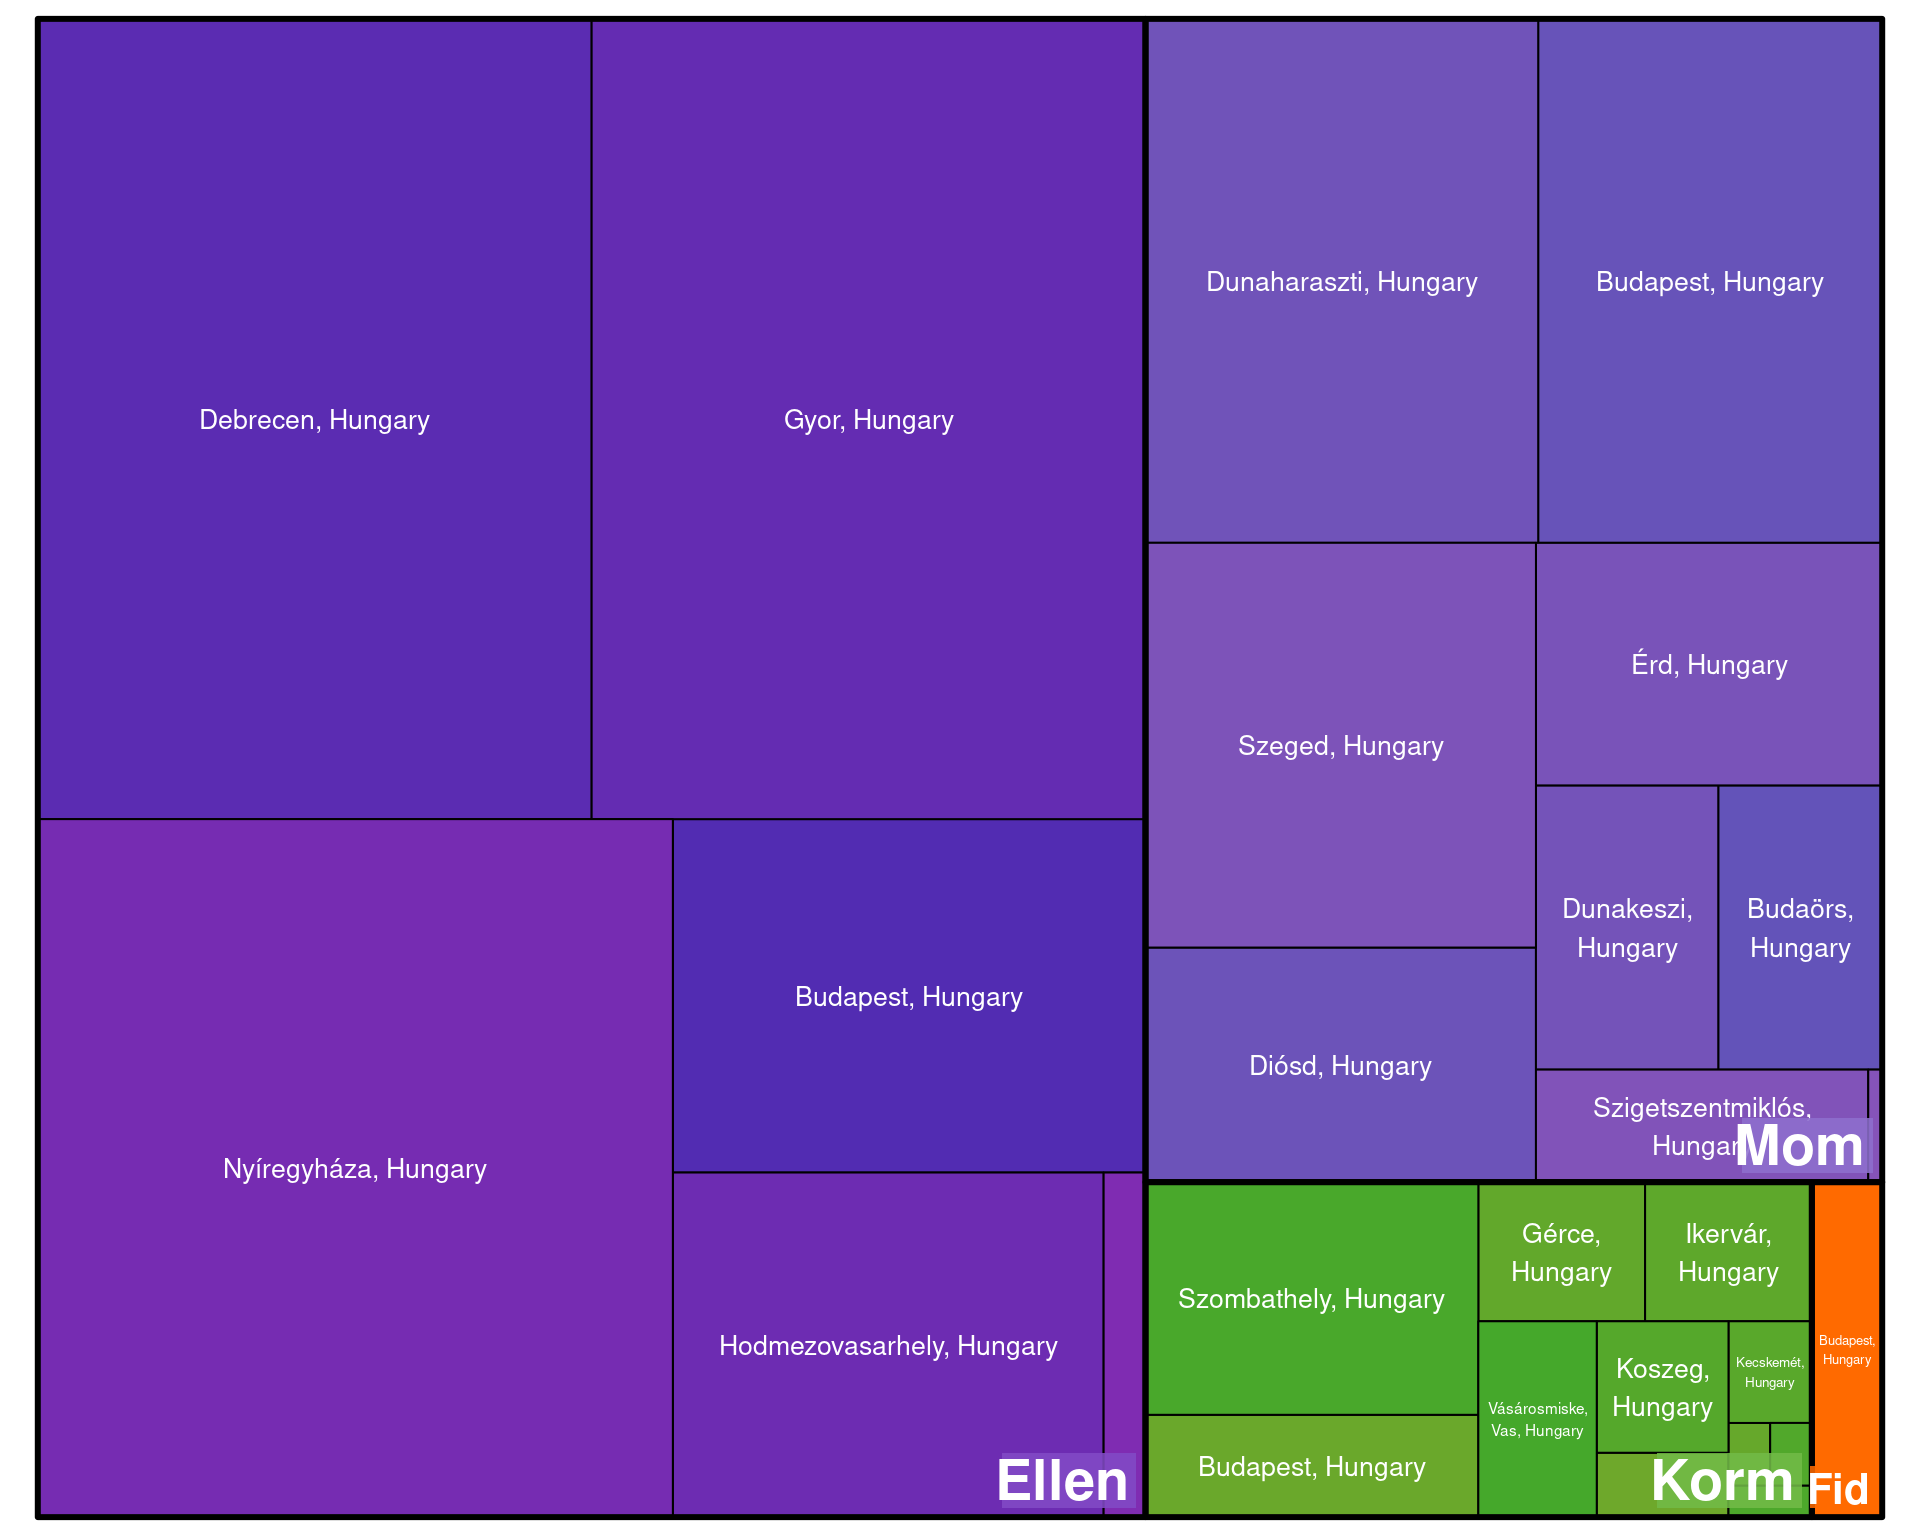 Debrecen, Hungary
Gyor, Hungary
Nyíregyháza, Hungary
Budapest, Hungary
Hodmezovasarhely, Hungary
Ellen
Dunaharaszti, Hungary
Budapest, Hungary
Szeged, Hungary
Érd, Hungary
Dunakeszi,
Hungary
Budaörs,
Hungary
Diósd, Hungary
Szigetszentmiklós,
Hungary
Mom
Szombathely, Hungary
Gérce,
Hungary
Ikervár,
Hungary
Budapest, Hungary
Vásárosmiske,
Vas, Hungary
Koszeg,
Hungary
Kecskemét,
Hungary
Korm
Budapest,
Hungary
Fid